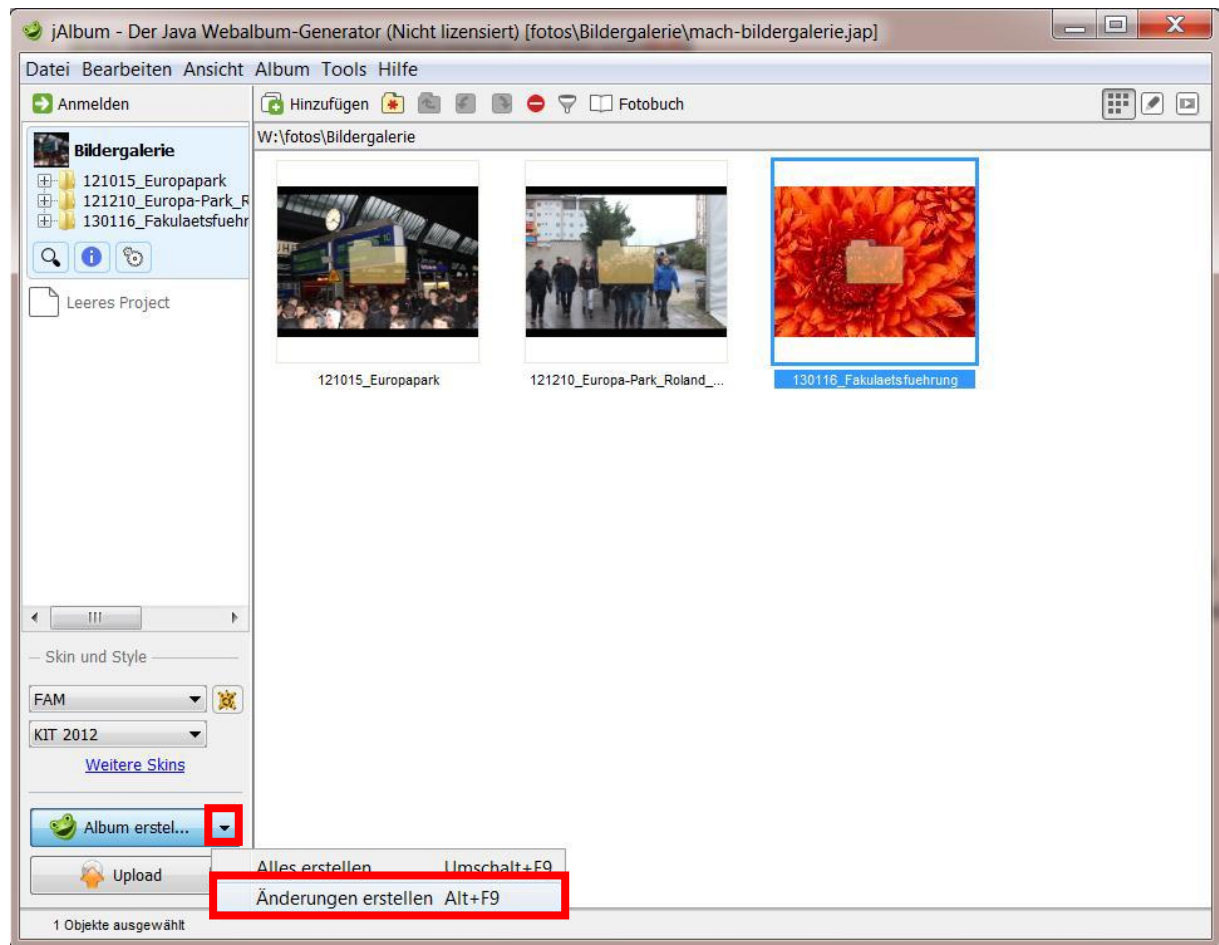 jAlbum - Der Java Webalbum-Generator (Nicht lizensiert) [fotos\Bildergalerie\mach-bildergalerie.jap]
Datei Bearbeiten Ansicht Album Tools Hilfe
Anmelden
Hinzufügen
Fotobuch
W:\fotos\Bildergalerie
Bildergalerie
121015_Europapark
121210_Europa-Park_R
130116_Fakulaetsfuehr
Leeres Project
121015_Europapark
121210_Europa-Park_Roland_...
130116_Fakulaetsfuehrung
Skin und Style
FAM
KIT 2012
Weitere Skins
Album erstel...
Upload
Alles erstellen Umschalt+F9
Änderungen erstellen Alt+F9
1 Objekte ausgewählt